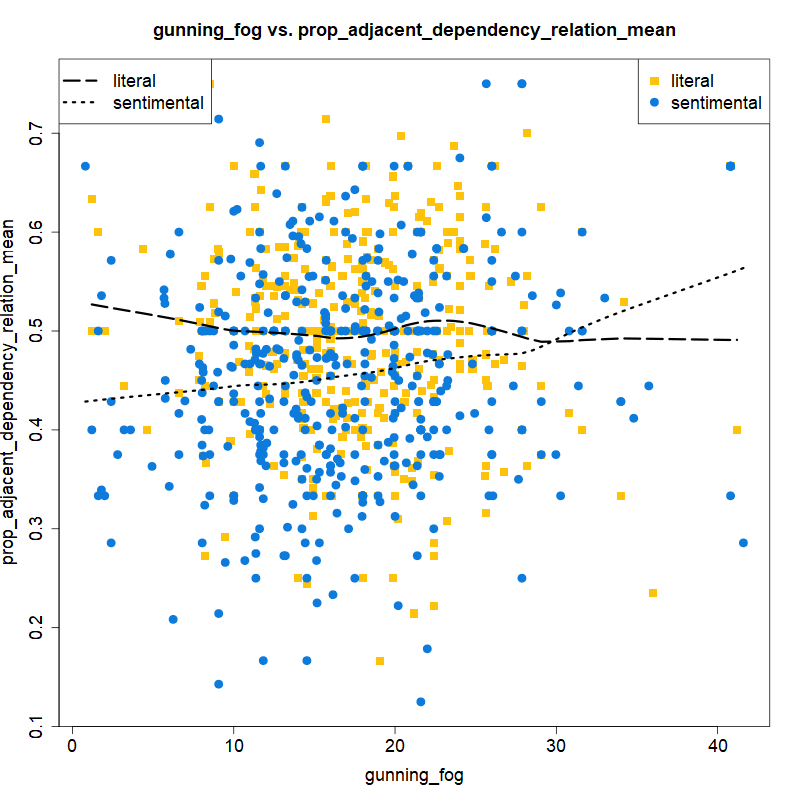 gunning_fog vs. prop_adjacent_dependency_relation_mean
literal
sentimental
literal
sentimental
prop_adjacent_dependency_relation_mean
0.7
0.6
0.5
0.4
0.3
0.2
0.1
0 10 20 30 40
gunning_fog